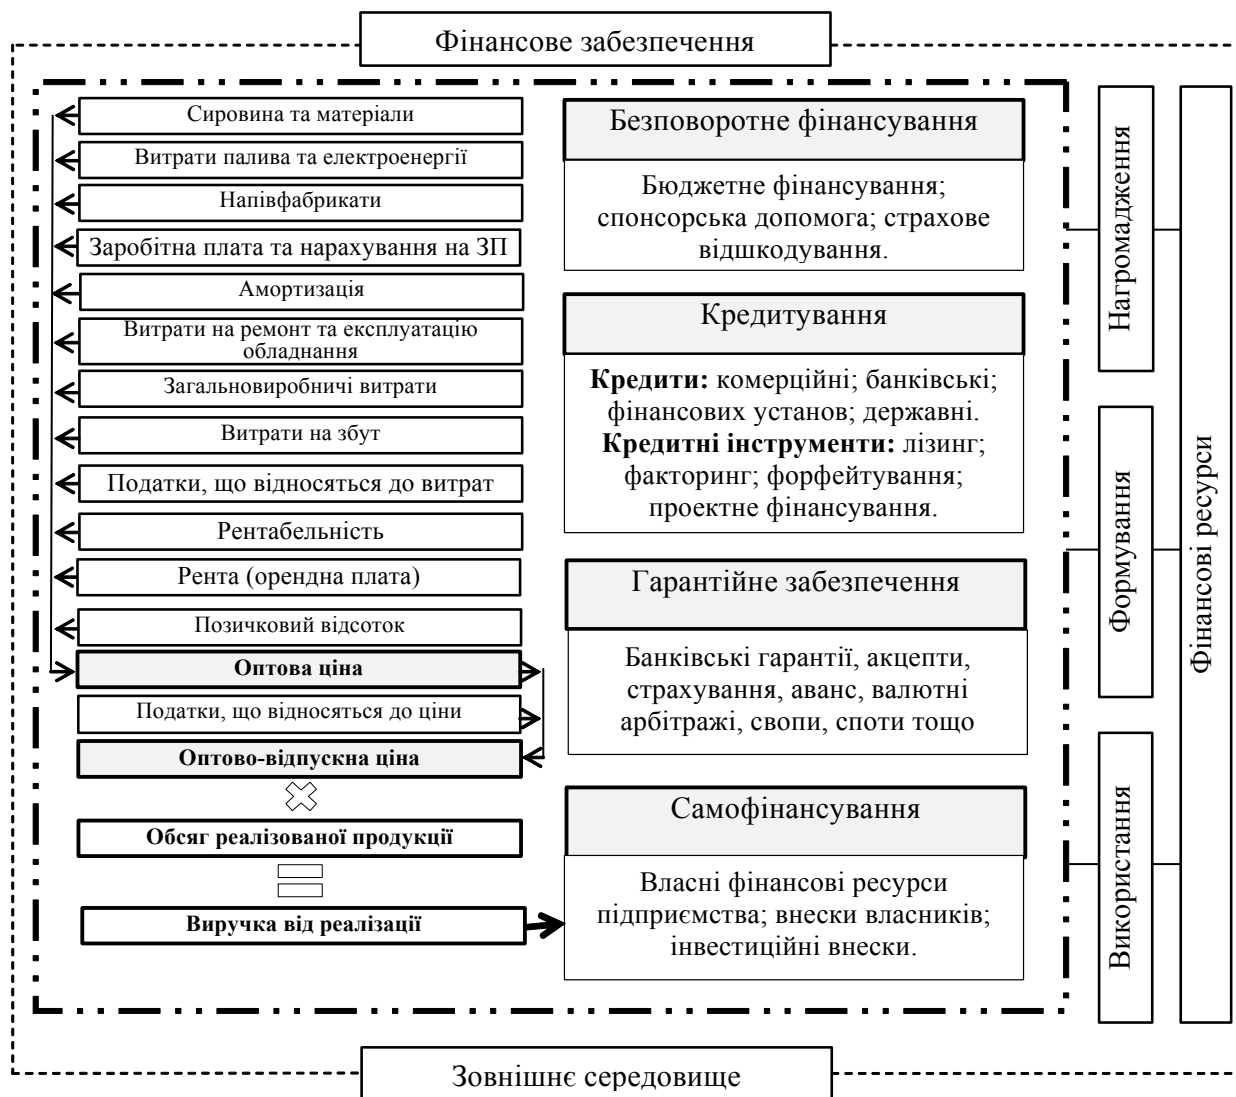 Фінансове забезпечення
Сировина та матеріали
Витрати палива та електроенергії
Напівфабрикати
Заробітна плата та нарахування на ЗП
Амортизація
Витрати на ремонт та експлуатацію
обладнання
Загальновиробничі витрати
Витрати на збут
Податки, що відносяться до витрат
Рентабельність
Рента (орендна плата)
Позичковий відсоток
Оптова ціна
Податки, що відносяться до ціни
Оптово-відпускна ціна
Обсяг реалізованої продукції
Виручка від реалізації
Безповоротне фінансування
Бюджетне фінансування;
спонсорська допомога; страхове
відшкодування.
Кредитування
Кредити: комерційні; банківські;
фінансових установ; державні.
Кредитні інструменти: лізинг;
факторинг; форфейтування;
проектне фінансування.
Гарантійне забезпечення
Банківські гарантії, акцепти,
страхування, аванс, валютні
арбітражі, свопи, споти тощо
Самофінансування
Власні фінансові ресурси
підприємства; внески власників;
інвестиційні внески.
Нагромадження
Формування
Використання
Фінансові ресурси
Зовнішнє середовище